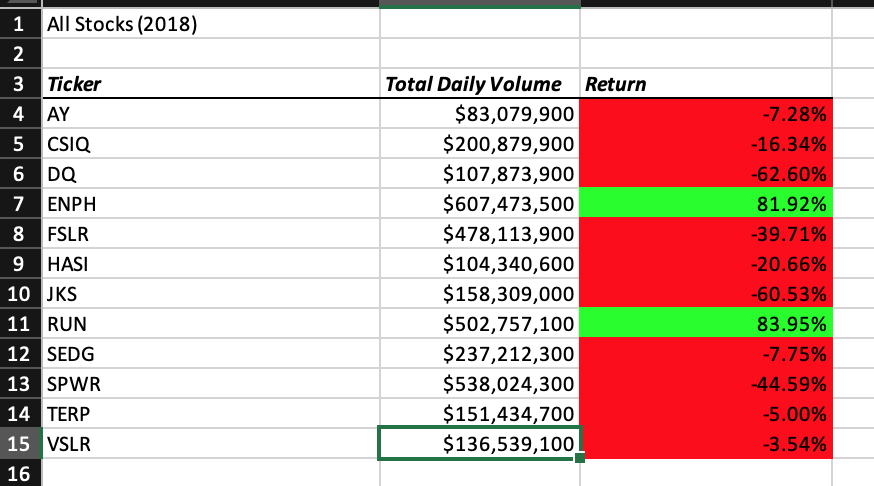 1 All Stocks (2018)
2
3 Ticker Total Daily Volume Return
4 AY $83,079,900 -7.28%
5 CSIQ $200,879,900 -16.34%
6 DQ $107,873,900 -62.60%
7 ENPH $607,473,500 81.92%
8 FSLR $478,113,900 -39.71%
9 HASI $104,340,600 -20.66%
10 JKS $158,309,000 -60.53%
11 RUN $502,757,100 83.95%
12 SEDG $237,212,300 -7.75%
13 SPWR $538,024,300 -44.59%
14 TERP $151,434,700 -5.00%
15 VSLR $136,539,100 -3.54%
16